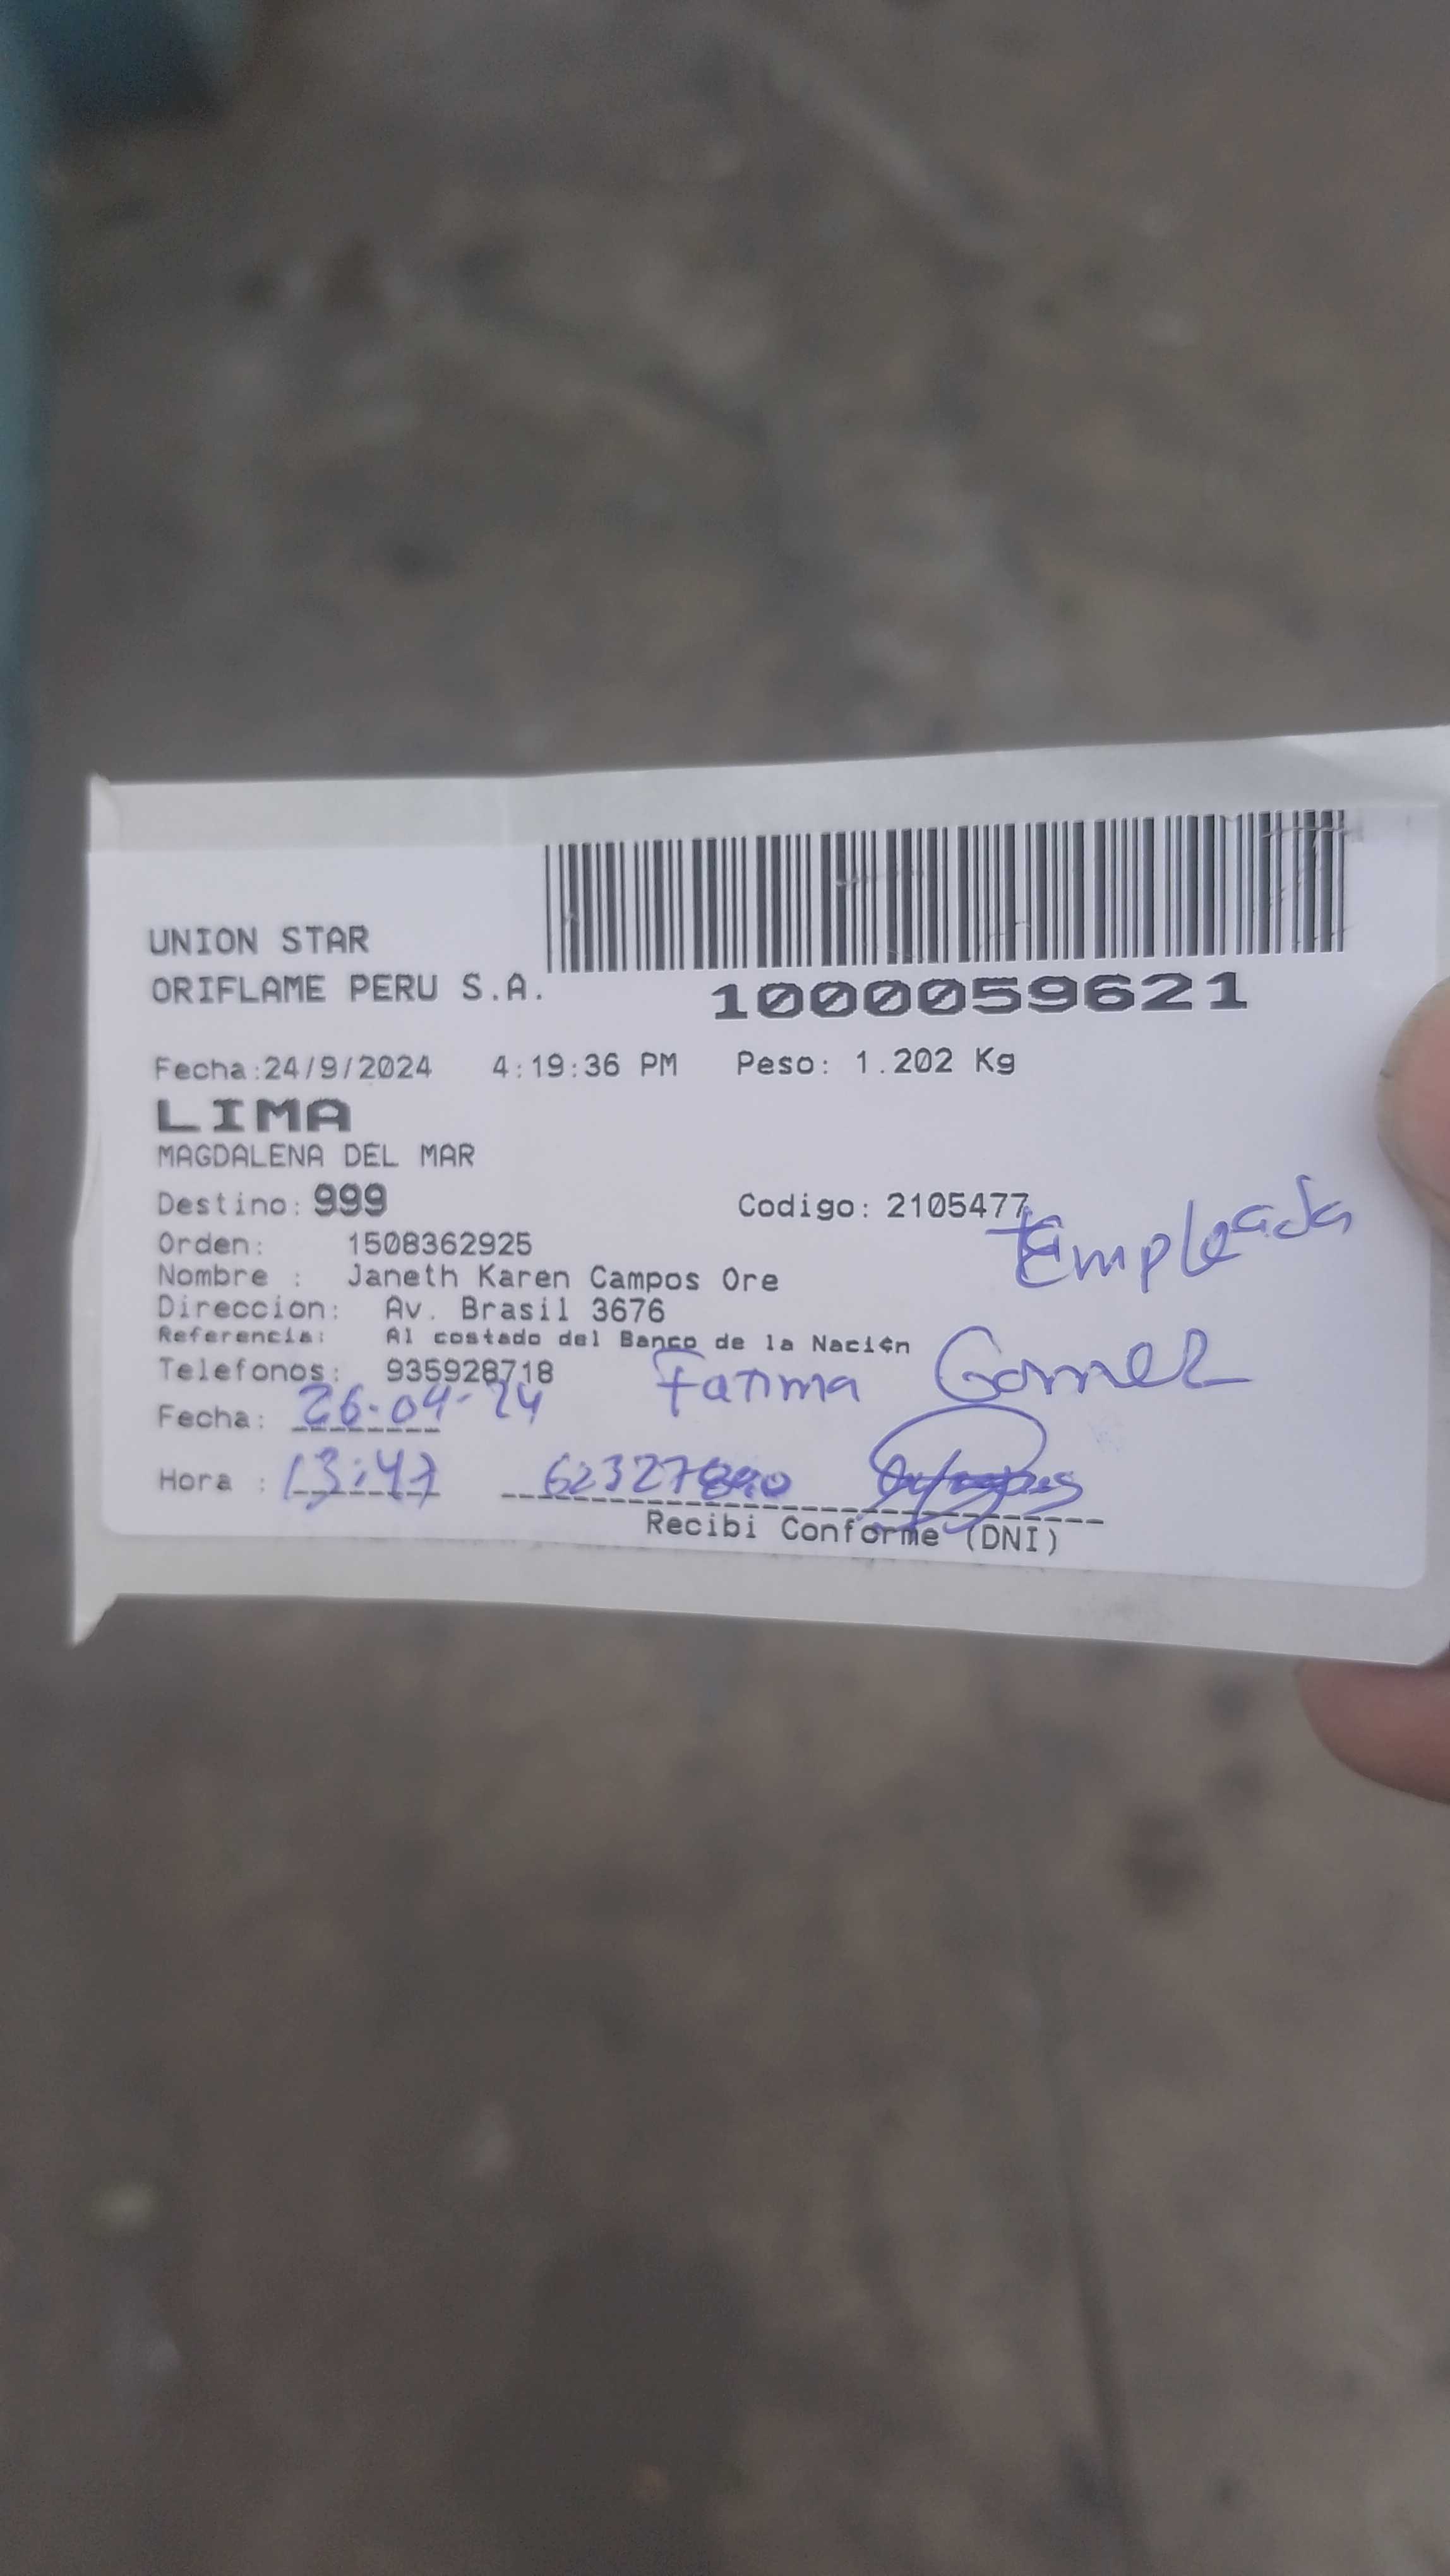 UNION STAR
ORIFLAME PERU S.A.
1000059621
Fecha:24/9/2024 4:19:36 PM Peso: 1.202 Kg
LIMA
MAGDALENA DEL MAR
Destino: 999 Codigo: 2105477
Empleada
Orden: 1508362925
Nombre : Janeth Karen Campos Ore
Direccion: Av. Brasil 3676
Referencia: Al costado del Banco de la Naci¢n
Telefonos: 935928718
Fatima Gomez
Fecha: 26-09-24
Hora : 13:47
Recibi Conforme (DNI)